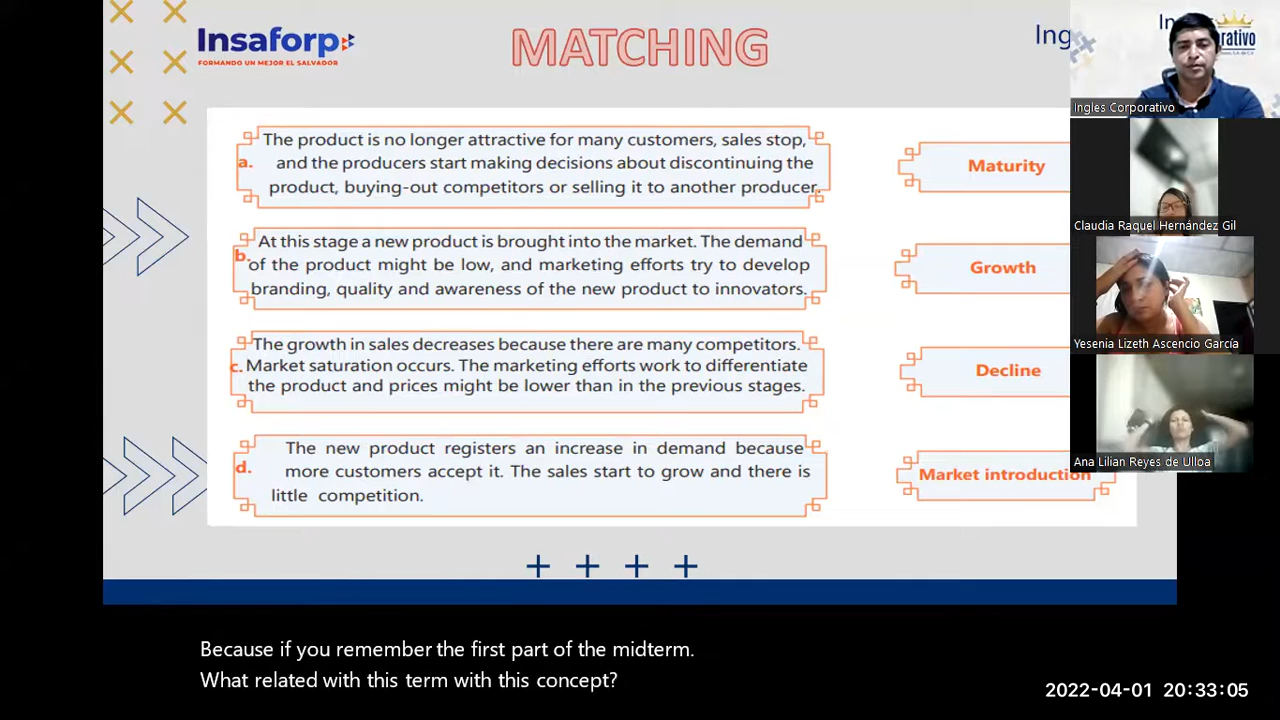 Insaforp
FORMANDO UN MEJOR EL SALVADOR
MATCHING
Ing
Ingles Corporativo
a. The product is no longer attractive for many customers, sales stop,
and the producers start making decisions about discontinuing the
product, buying-out competitors or selling it to another producer.
Maturity
Claudia Raquel Hernández Gil
b. At this stage a new product is brought into the market. The demand
of the product might be low, and marketing efforts try to develop
branding, quality and awareness of the new product to innovators.
Growth
Yesenia Lizeth Ascencio García
c. The growth in sales decreases because there are many competitors.
Market saturation occurs. The marketing efforts work to differentiate
the product and prices might be lower than in the previous stages.
Decline
Ana Lilian Reyes de Ulloa
d. The new product registers an increase in demand because
more customers accept it. The sales start to grow and there is
little competition.
Market introduction
Because if you remember the first part of the midterm.
What related with this term with this concept?
2022-04-01 20:33:05